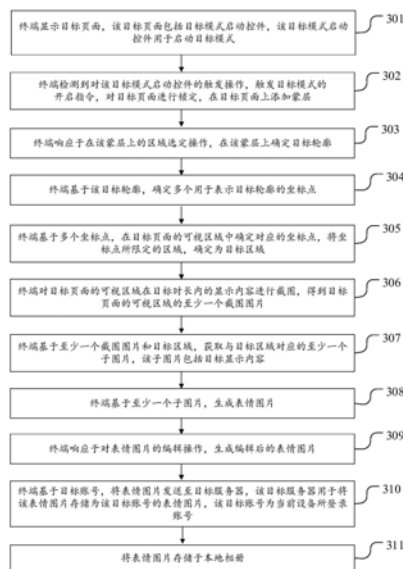 终端显示目标页面，该目标页面包括目标模式启动控件，该目标模式启动
控件用于启动目标模式
301
终端检测到对该目标模式启动控件的触发操作，触发目标模式的
开启指令，对目标页面进行锁定，在目标页面上添加蒙层
302
终端响应于在该蒙层上的区域选定操作，在该蒙层上确定目标轮廓
303
终端基于该目标轮廓，确定多个用于表示目标轮廓的坐标点
304
终端基于多个坐标点，在目标页面的可视区域中确定对应的坐标点，将坐
标点所限定的区域，确定为目标区域
305
终端对目标页面的可视区域在目标时长内的显示内容进行截图，得到目标
页面的可视区域的至少一个截图图片
306
终端基于至少一个截图图片和目标区域，获取与目标区域对应的至少一个
子图片，该子图片包括目标显示内容
307
终端基于至少一个子图片，生成表情图片
308
终端响应于对表情图片的编辑操作，生成编辑后的表情图片
309
终端基于目标账号，将表情图片发送至目标服务器，该目标服务器用于将
该表情图片存储为该目标账号的表情图片，该目标账号为当前设备所登录
账号
310
将表情图片存储于本地相册
311